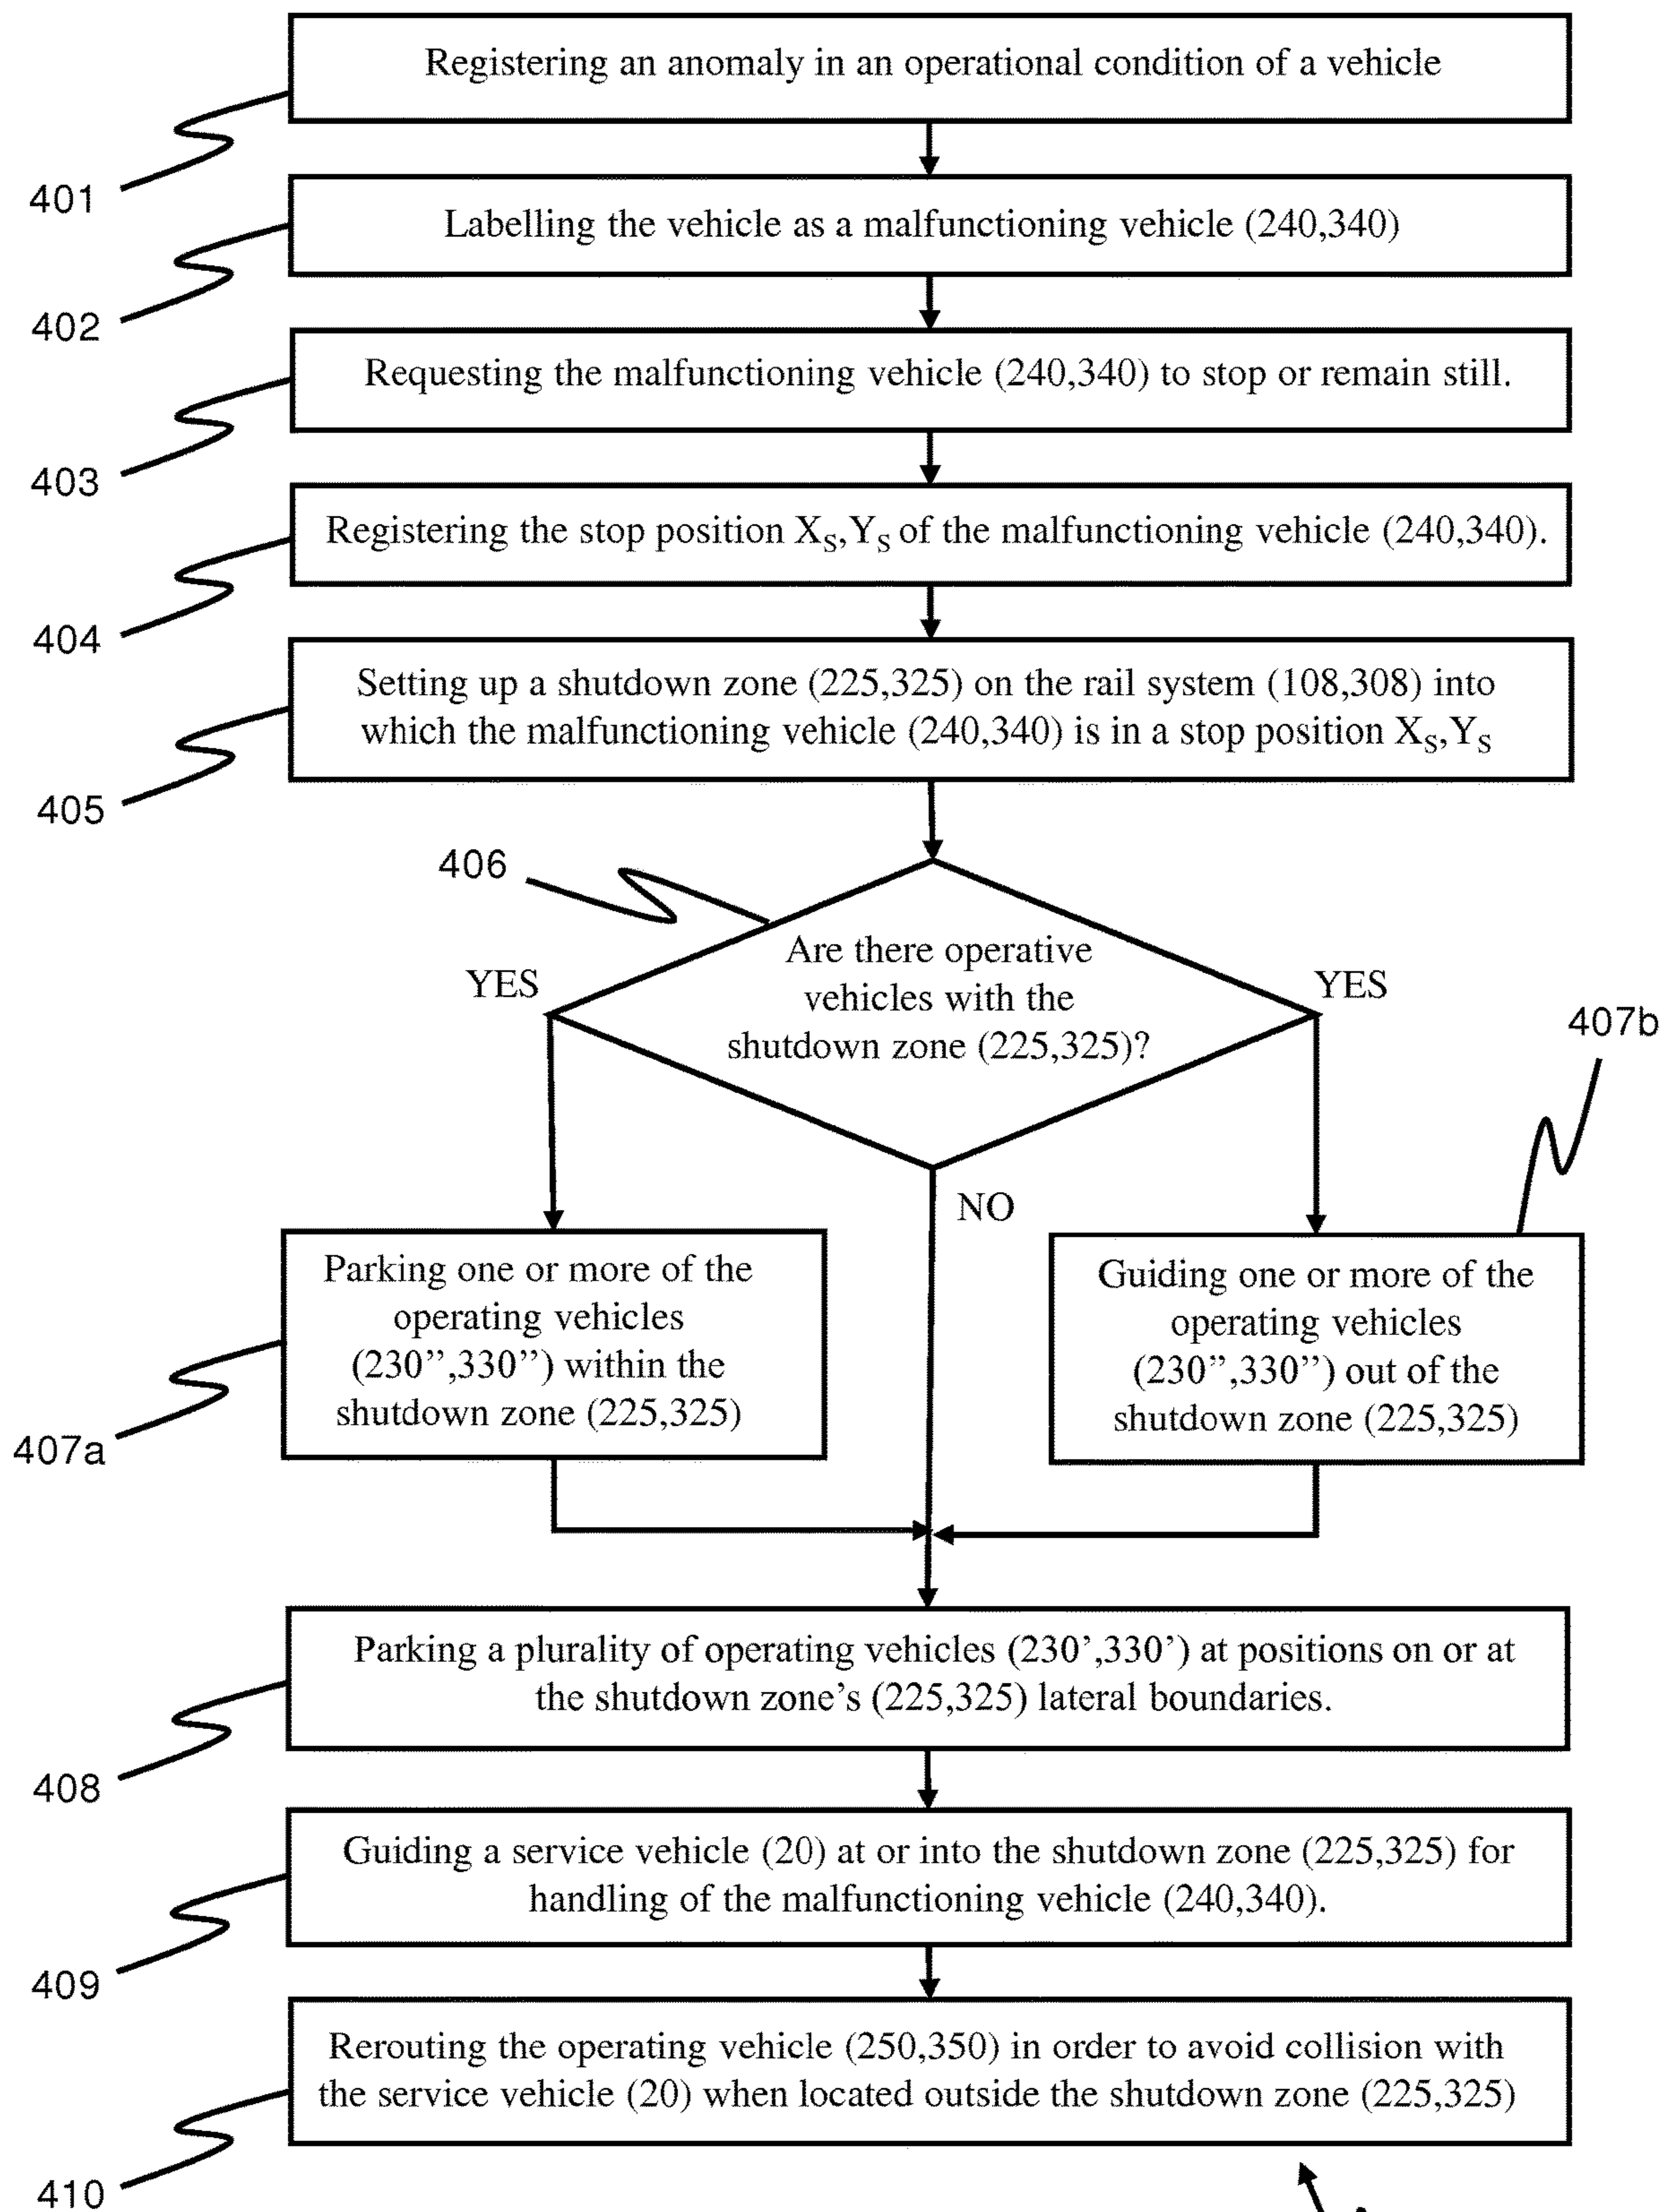 Registering an anomaly in an operational condition of a vehicle
401
Labelling the vehicle as a malfunctioning vehicle (240,340)
402
Requesting the malfunctioning vehicle (240,340) to stop or remain still.
403
Registering the stop position XS,YS of the malfunctioning vehicle (240,340).
404
Setting up a shutdown zone (225,325) on the rail system (108,308) into
which the malfunctioning vehicle (240,340) is in a stop position XS,YS
405
406
Are there operative
vehicles with the
shutdown zone (225,325)?
YES
YES
407b
NO
Parking one or more of the
operating vehicles
(230’’,330’’) within the
shutdown zone (225,325)
407a
Guiding one or more of the
operating vehicles
(230’’,330’’) out of the
shutdown zone (225,325)
Parking a plurality of operating vehicles (230’,330’) at positions on or at
the shutdown zone’s (225,325) lateral boundaries.
408
Guiding a service vehicle (20) at or into the shutdown zone (225,325) for
handling of the malfunctioning vehicle (240,340).
409
Rerouting the operating vehicle (250,350) in order to avoid collision with
the service vehicle (20) when located outside the shutdown zone (225,325)
410